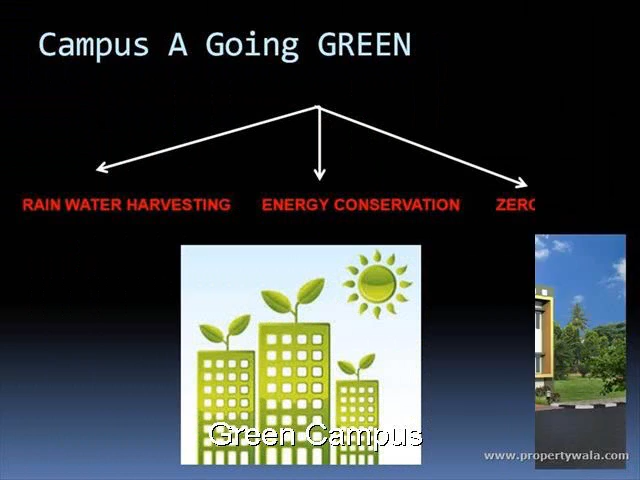 Campus A Going GREEN
RAIN WATER HARVESTING ENERGY CONSERVATION ZERO
Green Campus
www.propertywala.com